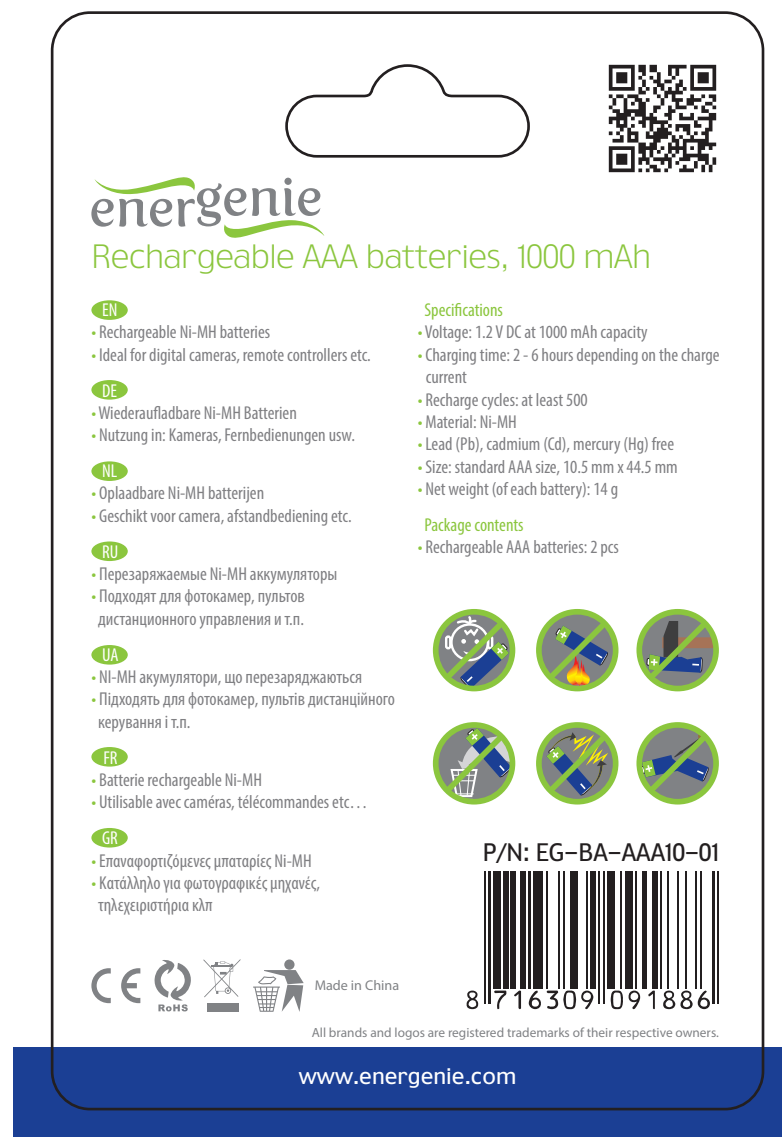 energenie
Rechargeable AAA batteries, 1000 mAh
EN
• Rechargeable Ni-MH batteries
• Ideal for digital cameras, remote controllers etc.
DE
• Wiederaufladbare Ni-MH Batterien
• Nutzung in: Kameras, Fernbedienungen usw.
NL
• Oplaadbare Ni-MH batterijen
• Geschikt voor camera, afstandbediening etc.
RU
• Перезаряжаемые Ni-MH аккумуляторы
• Подходят для фотокамер, пультов
дистанционного управления и т.п.
UA
• NI-MH акумулятори, що перезаряджаються
• Підходять для фотокамер, пультів дистанційного
керування і т.п.
FR
• Batterie rechargeable Ni-MH
• Utilisable avec caméras, télécommandes etc…
GR
• Επαναφορτιζόμενες μπαταρίες Ni-MH
• Κατάλληλο για φωτογραφικές μηχανές,
τηλεχειριστήρια κλπ
Specifications
• Voltage: 1.2 V DC at 1000 mAh capacity
• Charging time: 2 - 6 hours depending on the charge
current
• Recharge cycles: at least 500
• Material: Ni-MH
• Lead (Pb), cadmium (Cd), mercury (Hg) free
• Size: standard AAA size, 10.5 mm x 44.5 mm
• Net weight (of each battery): 14 g
Package contents
• Rechargeable AAA batteries: 2 pcs
P/N: EG-BA-AAA10-01
8 716309 091886
CE
RoHS
Made in China
All brands and logos are registered trademarks of their respective owners.
www.energenie.com